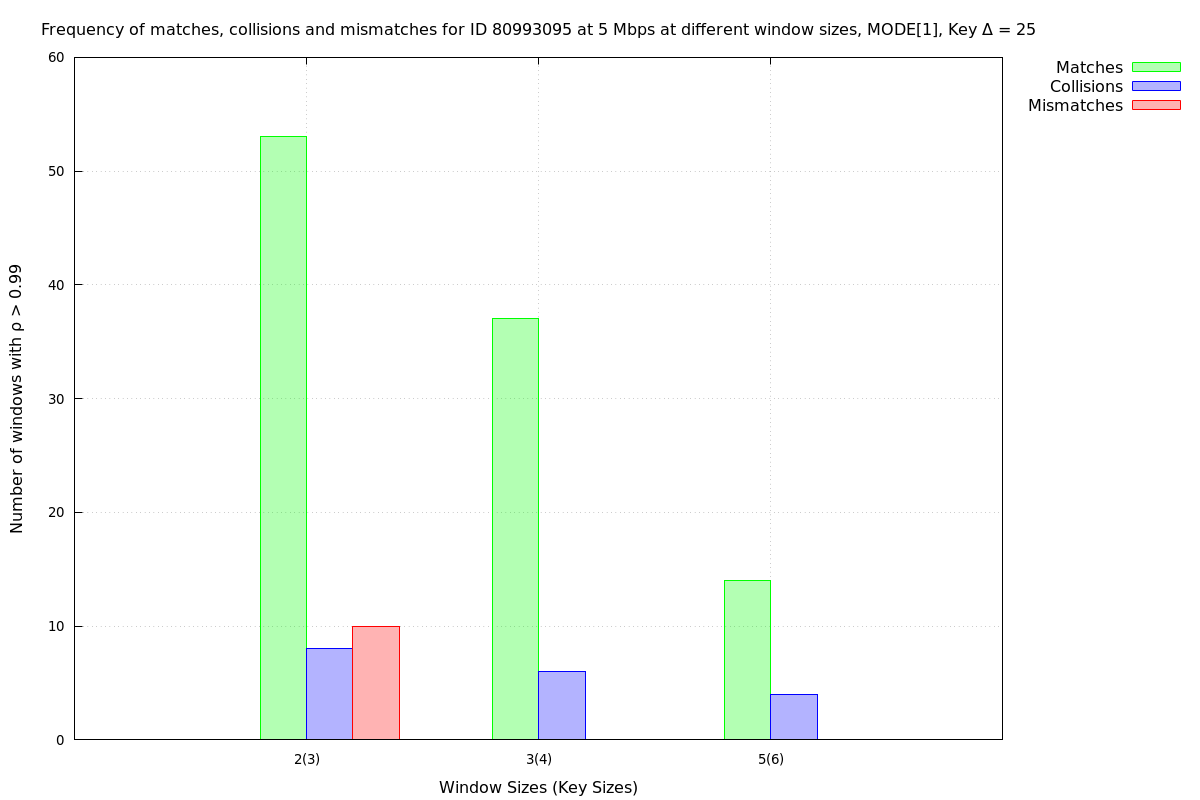 Frequency of matches, collisions and mismatches for ID 80993095 at 5 Mbps at different window sizes, MODE[1], Key Δ = 25
Matches
Collisions
Mismatches
Number of windows with ρ > 0.99
60
50
40
30
20
10
0
2(3)
3(4)
5(6)
Window Sizes (Key Sizes)